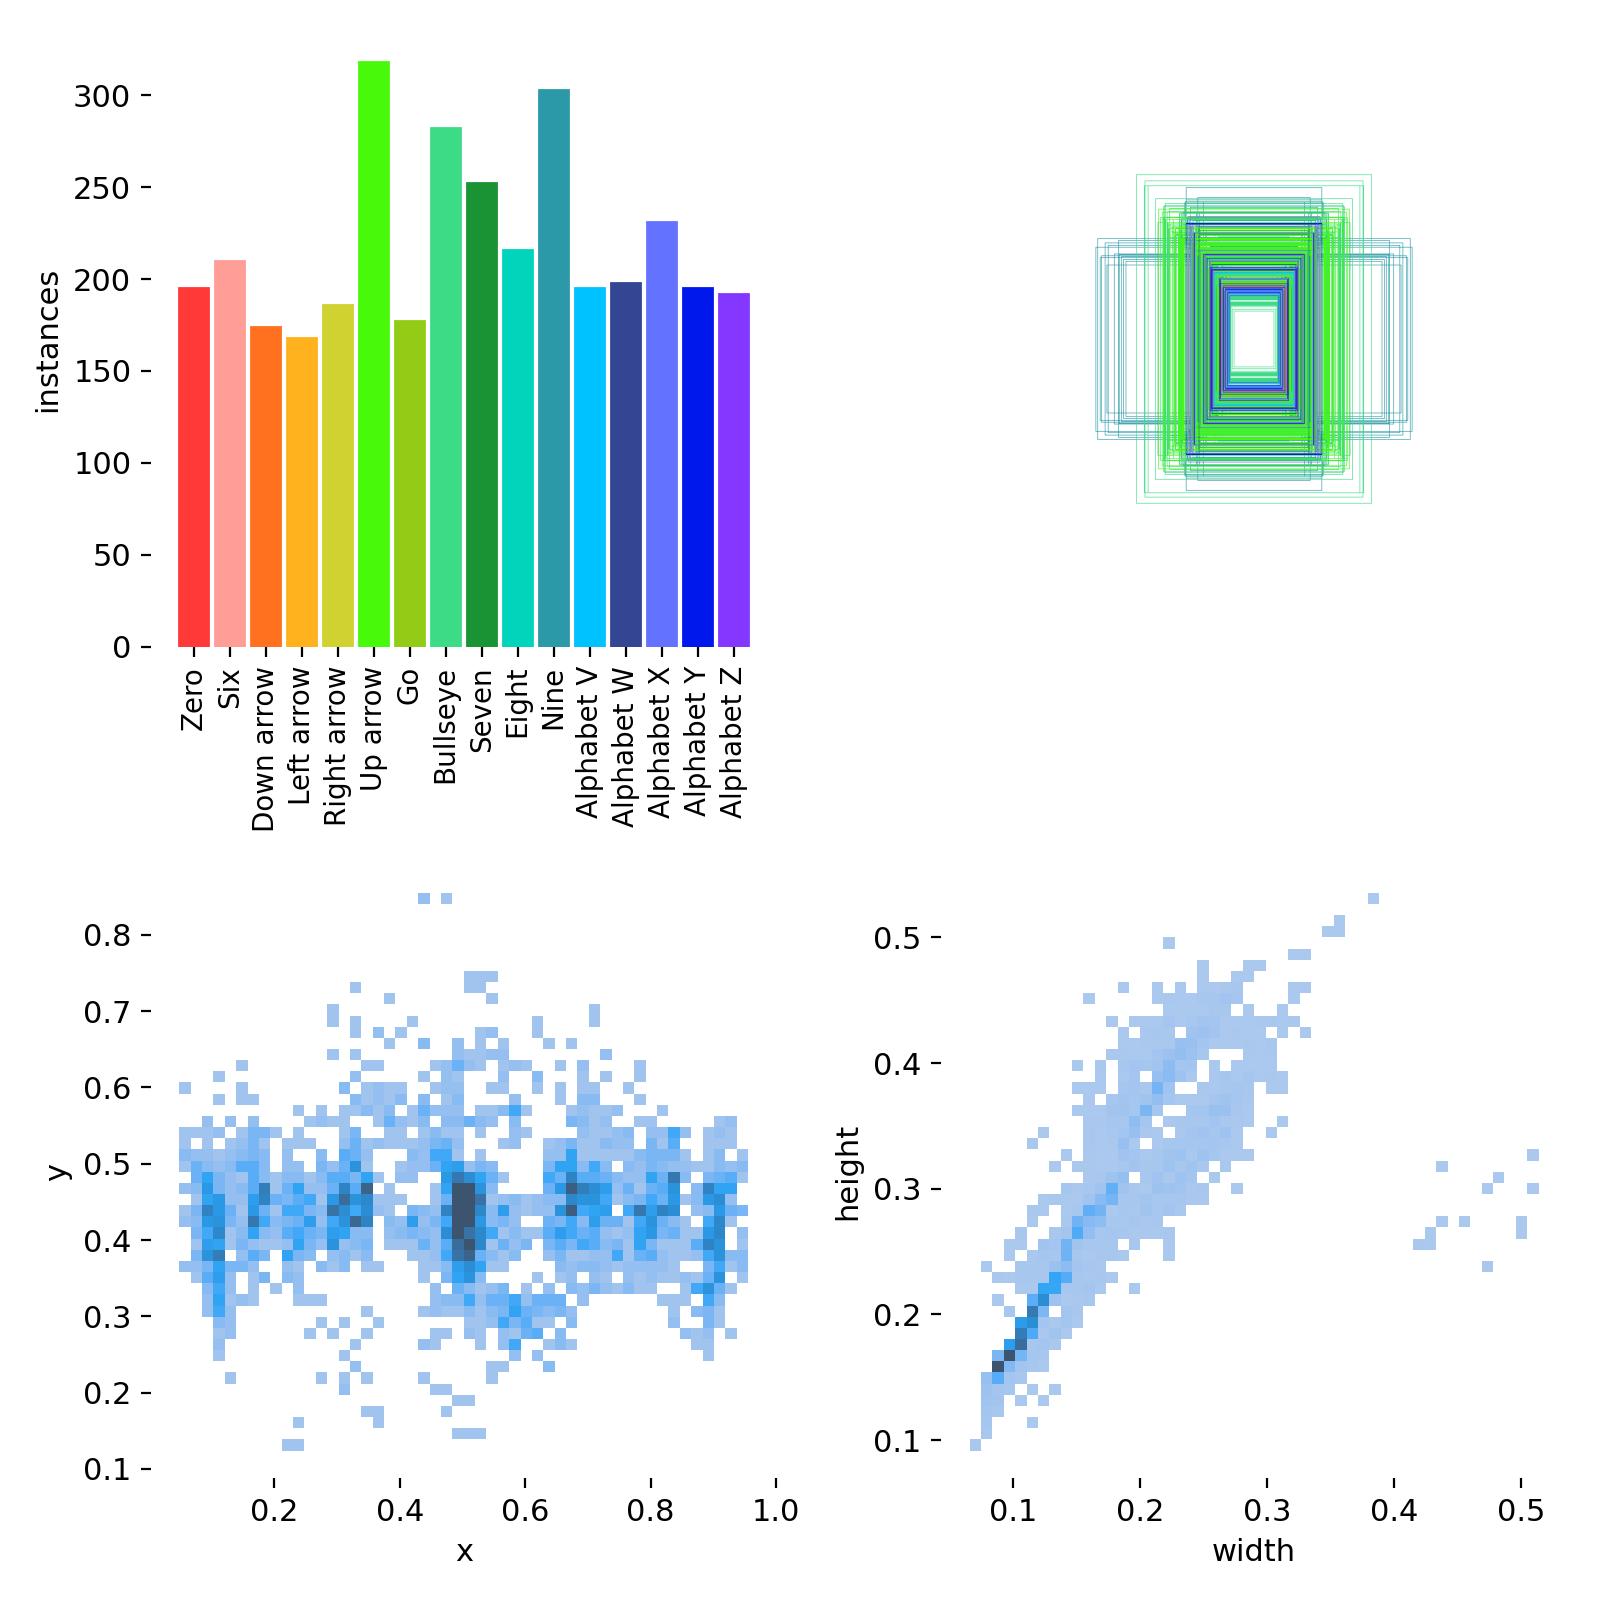 instances
300
250
200
150
100
50
0
Zero
Six
Down arrow
Left arrow
Right arrow
Up arrow
Go
Bullseye
Seven
Eight
Nine
Alphabet V
Alphabet W
Alphabet X
Alphabet Y
Alphabet Z
y
0.8
0.7
0.6
0.5
0.4
0.3
0.2
0.1
0.2 0.4 0.6 0.8 1.0
x
height
0.5
0.4
0.3
0.2
0.1
0.1 0.2 0.3 0.4 0.5
width